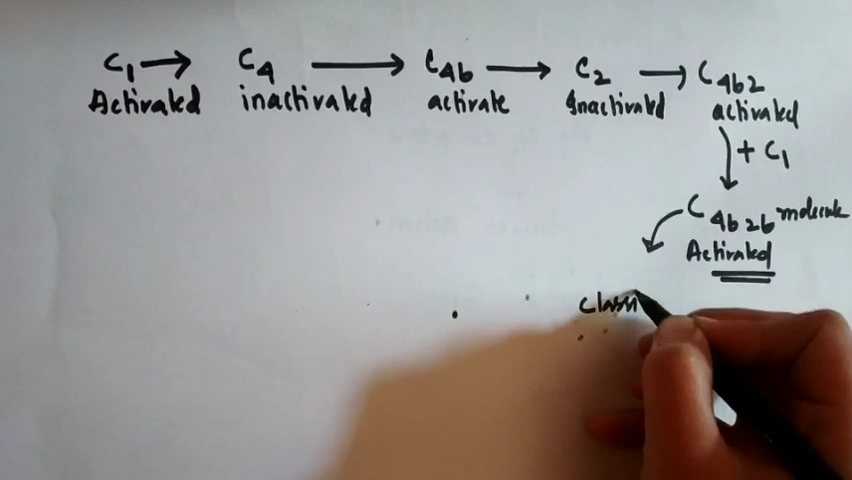 C1 → C4 → C4b → C2 → C4b2
Activated inactivated activate Inactivated activated
+ C1
C4b2b molecule
Activated
class